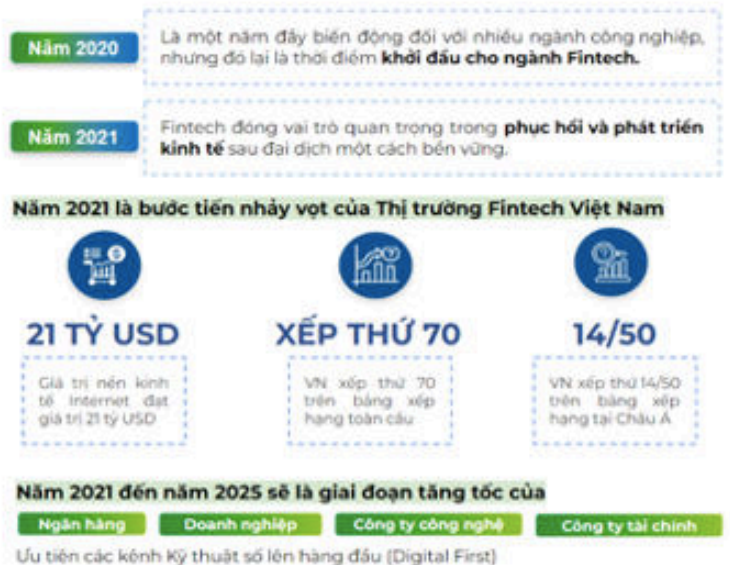 Năm 2020
Là một năm đầy biến động đối với nhiều ngành công nghiệp,
nhưng đó lại là thời điểm khởi đầu cho ngành Fintech.
Năm 2021
Fintech đóng vai trò quan trọng trong phục hồi và phát triển
kinh tế sau đại dịch một cách bền vững.
Năm 2021 là bước tiến nhảy vọt của Thị trường Fintech Việt Nam
21 TỶ USD
Giá trị nền kinh
tế Internet đạt
giá trị 21 tỷ USD
XẾP THỨ 70
VN xếp thứ 70
trên bảng xếp
hạng toàn cầu
14/50
VN xếp thứ 14/50
trên bảng xếp
hạng tại Châu Á
Năm 2021 đến năm 2025 sẽ là giai đoạn tăng tốc của
Ngân hàng Doanh nghiệp Công ty công nghệ Công ty tài chính
Ưu tiên các kênh Kỹ thuật số lên hàng đầu (Digital First)